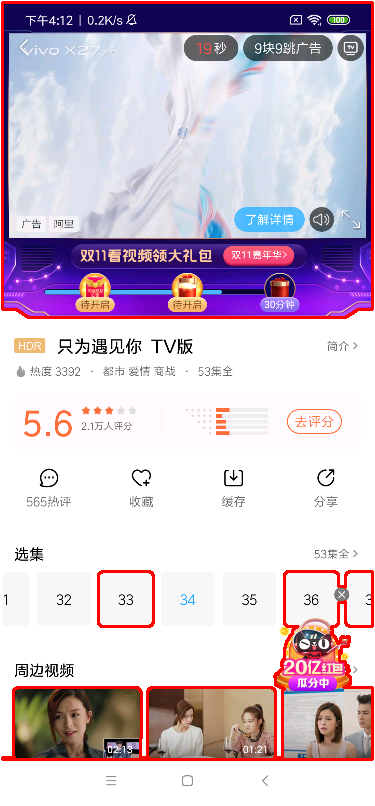 下午4:12 | 0.2K/s
100
vivo X27
19秒
9块9跳广告
TV
广告 阿里
了解详情
双11看视频领大礼包
双11嘉年华>
待开启
待开启
30分钟
HDR 只为遇见你 TV版
简介 >
热度 3392 · 都市 爱情 商战 · 53集全
5.6
2.1万人评分
去评分
565热评
收藏
缓存
分享
选集
53集全 >
32
33
34
35
36
20亿红包
瓜分中
周边视频
02:13
01:21